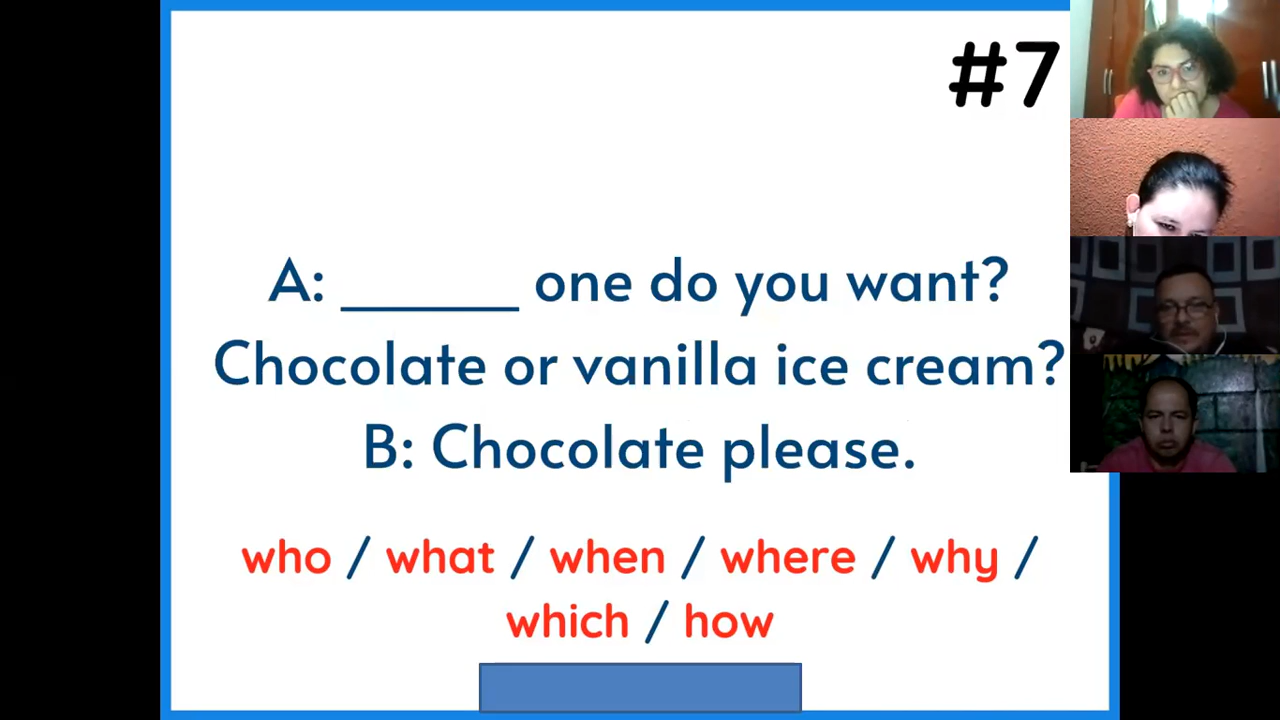 #7
A: ______ one do you want?
Chocolate or vanilla ice cream?
B: Chocolate please.
who / what / when / where / why /
which / how